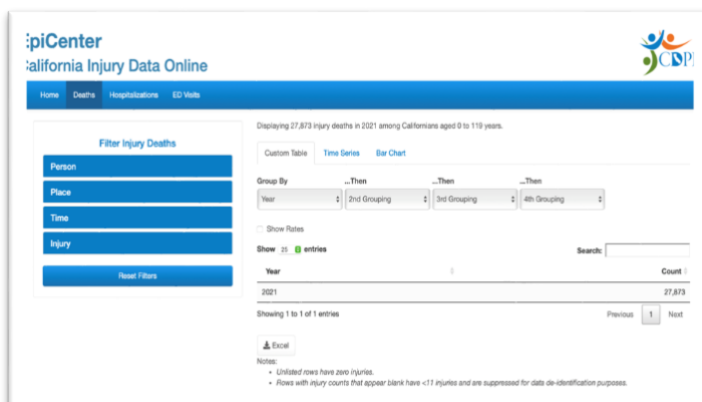 EpiCenter
California Injury Data Online
CDPH
Home Deaths Hospitalizations ED Visits
Displaying 27,873 injury deaths in 2021 among Californians aged 0 to 119 years.
Filter Injury Deaths
Person
Place
Time
Injury
Reset Filters
Custom Table Time Series Bar Chart
Group By ...Then ...Then ...Then
Year 2nd Grouping 3rd Grouping 4th Grouping
Show Rates
Show 25 entries Search:
Year Count
2021 27,873
Showing 1 to 1 of 1 entries Previous 1 Next
Excel
Notes:
Unlisted rows have zero injuries.
Rows with injury counts that appear blank have <11 injuries and are suppressed for data de-identification purposes.